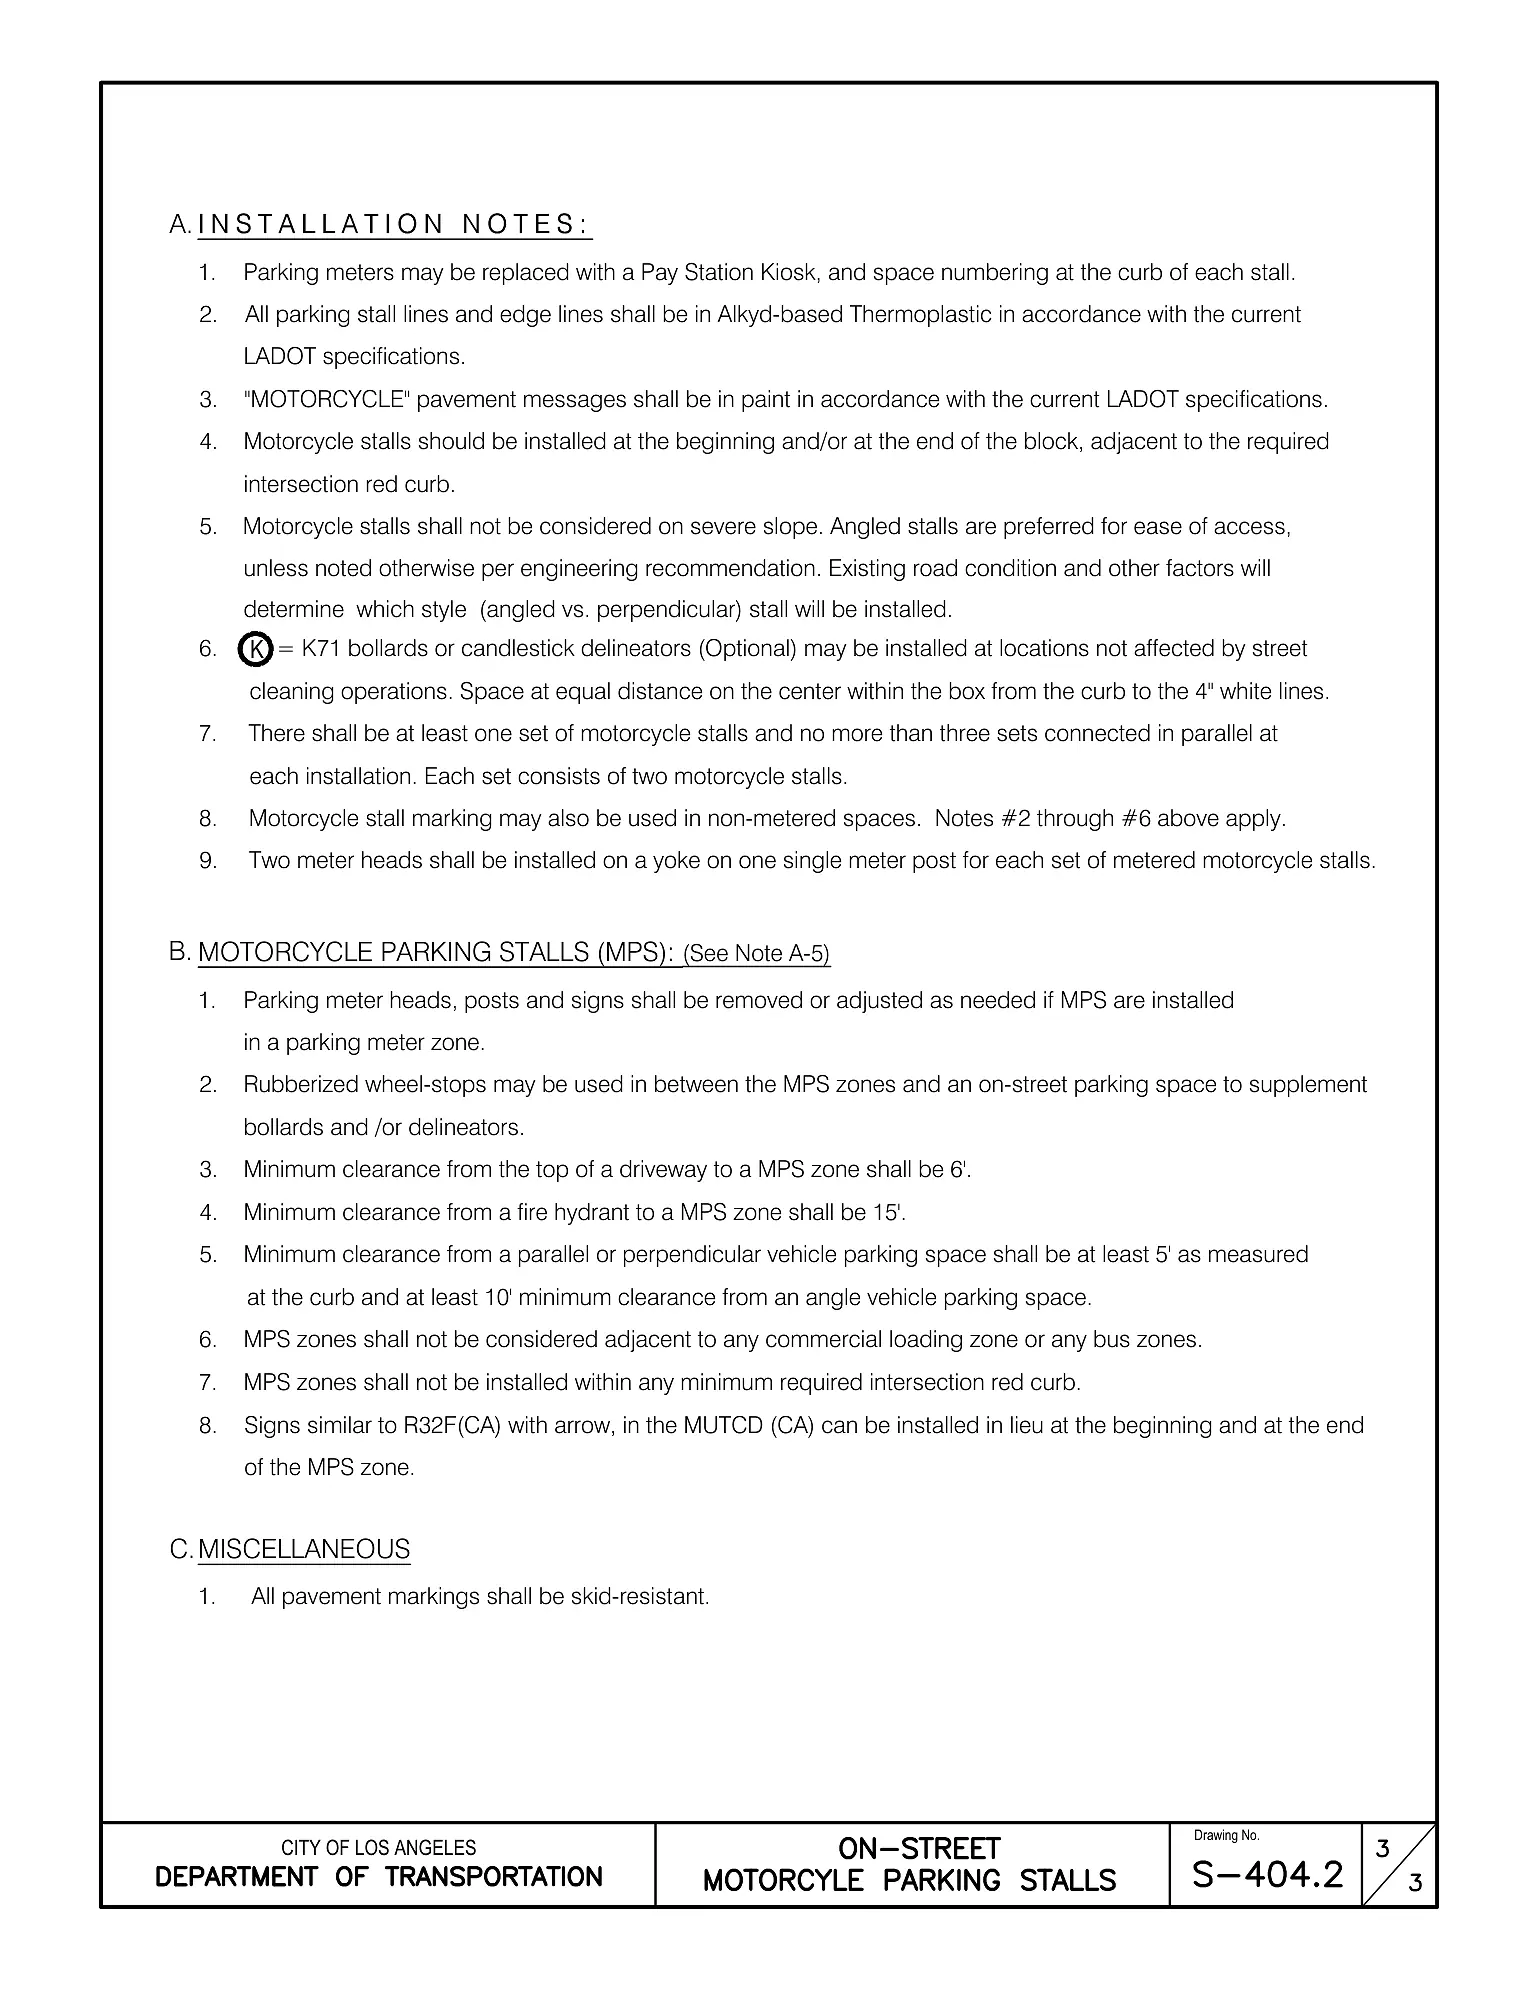 A. INSTALLATION NOTES:
1. Parking meters may be replaced with a Pay Station Kiosk, and space numbering at the curb of each stall.
2. All parking stall lines and edge lines shall be in Alkyd-based Thermoplastic in accordance with the current
LADOT specifications.
3. "MOTORCYCLE" pavement messages shall be in paint in accordance with the current LADOT specifications.
4. Motorcycle stalls should be installed at the beginning and/or at the end of the block, adjacent to the required
intersection red curb.
5. Motorcycle stalls shall not be considered on severe slope. Angled stalls are preferred for ease of access,
unless noted otherwise per engineering recommendation. Existing road condition and other factors will
determine which style (angled vs. perpendicular) stall will be installed.
6. K = K71 bollards or candlestick delineators (Optional) may be installed at locations not affected by street
cleaning operations. Space at equal distance on the center within the box from the curb to the 4" white lines.
7. There shall be at least one set of motorcycle stalls and no more than three sets connected in parallel at
each installation. Each set consists of two motorcycle stalls.
8. Motorcycle stall marking may also be used in non-metered spaces. Notes #2 through #6 above apply.
9. Two meter heads shall be installed on a yoke on one single meter post for each set of metered motorcycle stalls.
B. MOTORCYCLE PARKING STALLS (MPS): (See Note A-5)
1. Parking meter heads, posts and signs shall be removed or adjusted as needed if MPS are installed
in a parking meter zone.
2. Rubberized wheel-stops may be used in between the MPS zones and an on-street parking space to supplement
bollards and /or delineators.
3. Minimum clearance from the top of a driveway to a MPS zone shall be 6'.
4. Minimum clearance from a fire hydrant to a MPS zone shall be 15'.
5. Minimum clearance from a parallel or perpendicular vehicle parking space shall be at least 5' as measured
at the curb and at least 10' minimum clearance from an angle vehicle parking space.
6. MPS zones shall not be considered adjacent to any commercial loading zone or any bus zones.
7. MPS zones shall not be installed within any minimum required intersection red curb.
8. Signs similar to R32F(CA) with arrow, in the MUTCD (CA) can be installed in lieu at the beginning and at the end
of the MPS zone.
C. MISCELLANEOUS
1. All pavement markings shall be skid-resistant.
CITY OF LOS ANGELES
DEPARTMENT OF TRANSPORTATION
ON-STREET
MOTORCYLE PARKING STALLS
Drawing No.
S-404.2
3
3